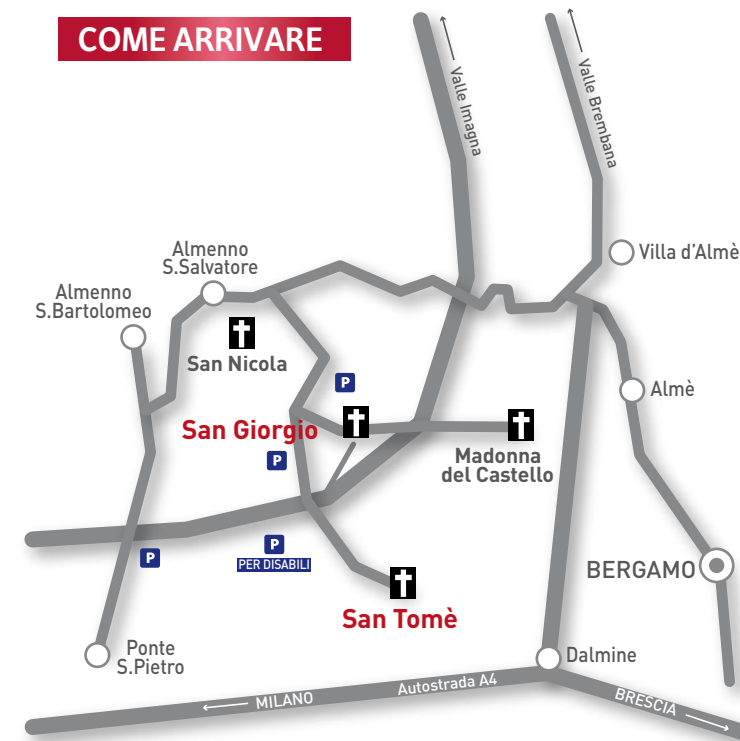 COME ARRIVARE
Valle Imagna
Valle Brembana
Almenno
S.Salvatore
Villa d'Almè
Almenno
S.Bartolomeo
San Nicola
P
Almè
San Giorgio
Madonna
del Castello
P
P
PER DISABILI
P
BERGAMO
San Tomè
Ponte
S.Pietro
Dalmine
MILANO
Autostrada A4
BRESCIA